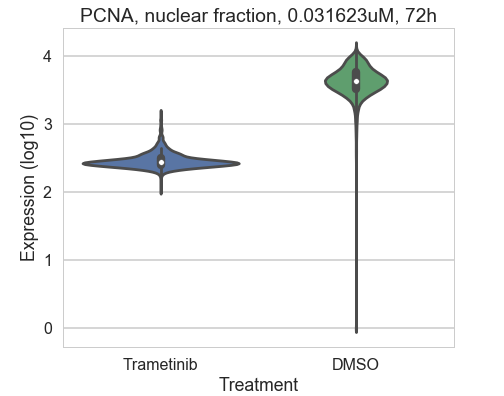 PCNA, nuclear fraction, 0.031623uM, 72h
Expression (log10)
4
3
2
1
0
Trametinib
DMSO
Treatment